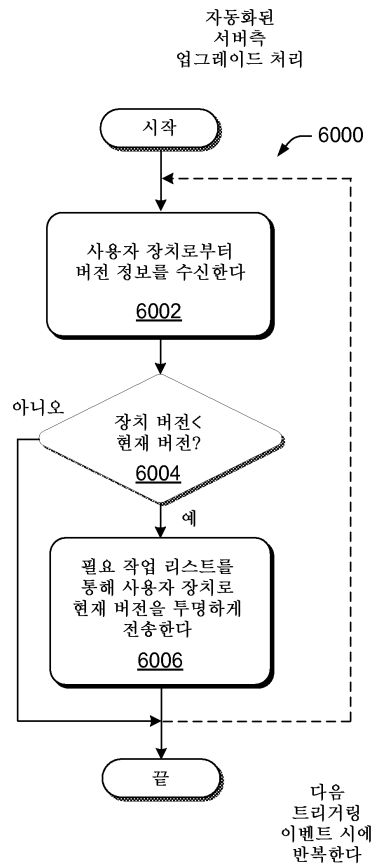 자동화된
서버측
업그레이드 처리
시작
6000
사용자 장치로부터
버전 정보를 수신한다
6002
아니오
장치 버전<
현재 버전?
6004
예
필요 작업 리스트를
통해 사용자 장치로
현재 버전을 투명하게
전송한다
6006
끝
다음
트리거링
이벤트 시에
반복한다